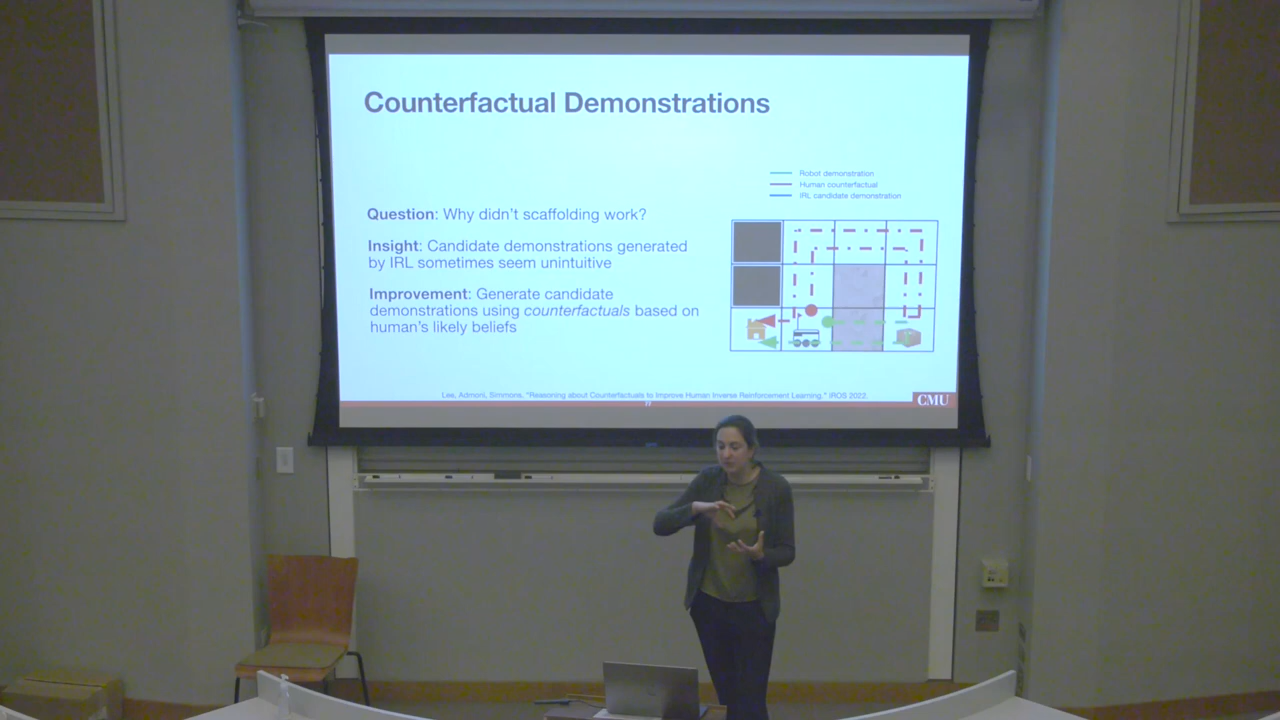 Counterfactual Demonstrations
Robot demonstration
Human counterfactual
IRL candidate demonstration
Question: Why didn't scaffolding work?
Insight: Candidate demonstrations generated
by IRL sometimes seem unintuitive
Improvement: Generate candidate
demonstrations using counterfactuals based on
human's likely beliefs
Lee, Admoni, Simmons. "Reasoning about Counterfactuals to Improve Human Inverse Reinforcement Learning." IROS 2022.
CMU